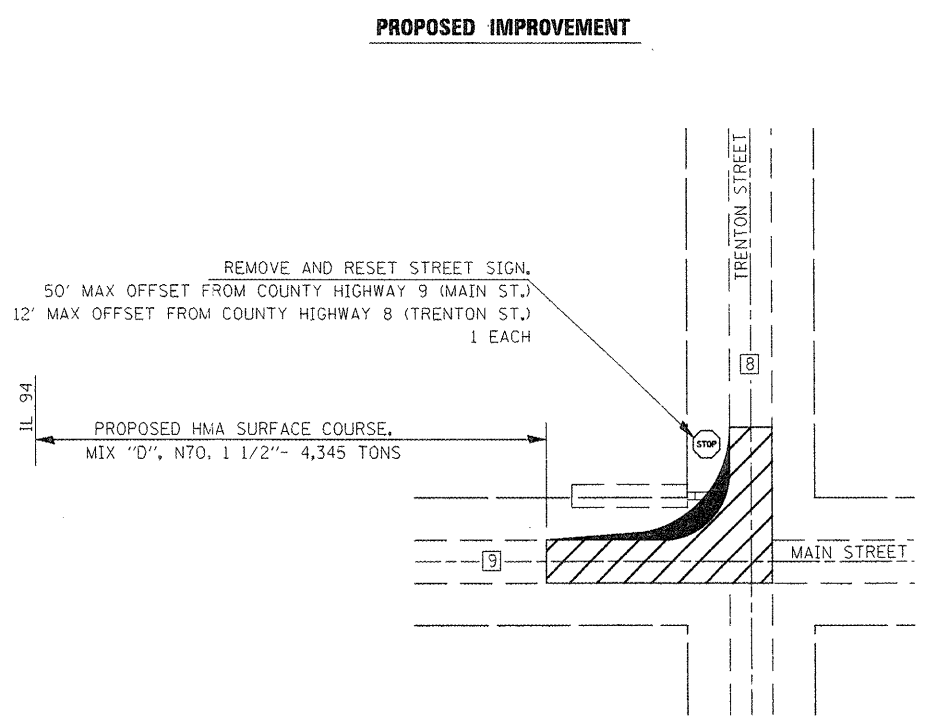 PROPOSED IMPROVEMENT
TRENTON STREET
REMOVE AND RESET STREET SIGN.
50' MAX OFFSET FROM COUNTY HIGHWAY 9 (MAIN ST.)
12' MAX OFFSET FROM COUNTY HIGHWAY 8 (TRENTON ST.)
1 EACH
8
IL 94
PROPOSED HMA SURFACE COURSE.
MIX "D", N70, 1 1/2"- 4,345 TONS
STOP
MAIN STREET
9